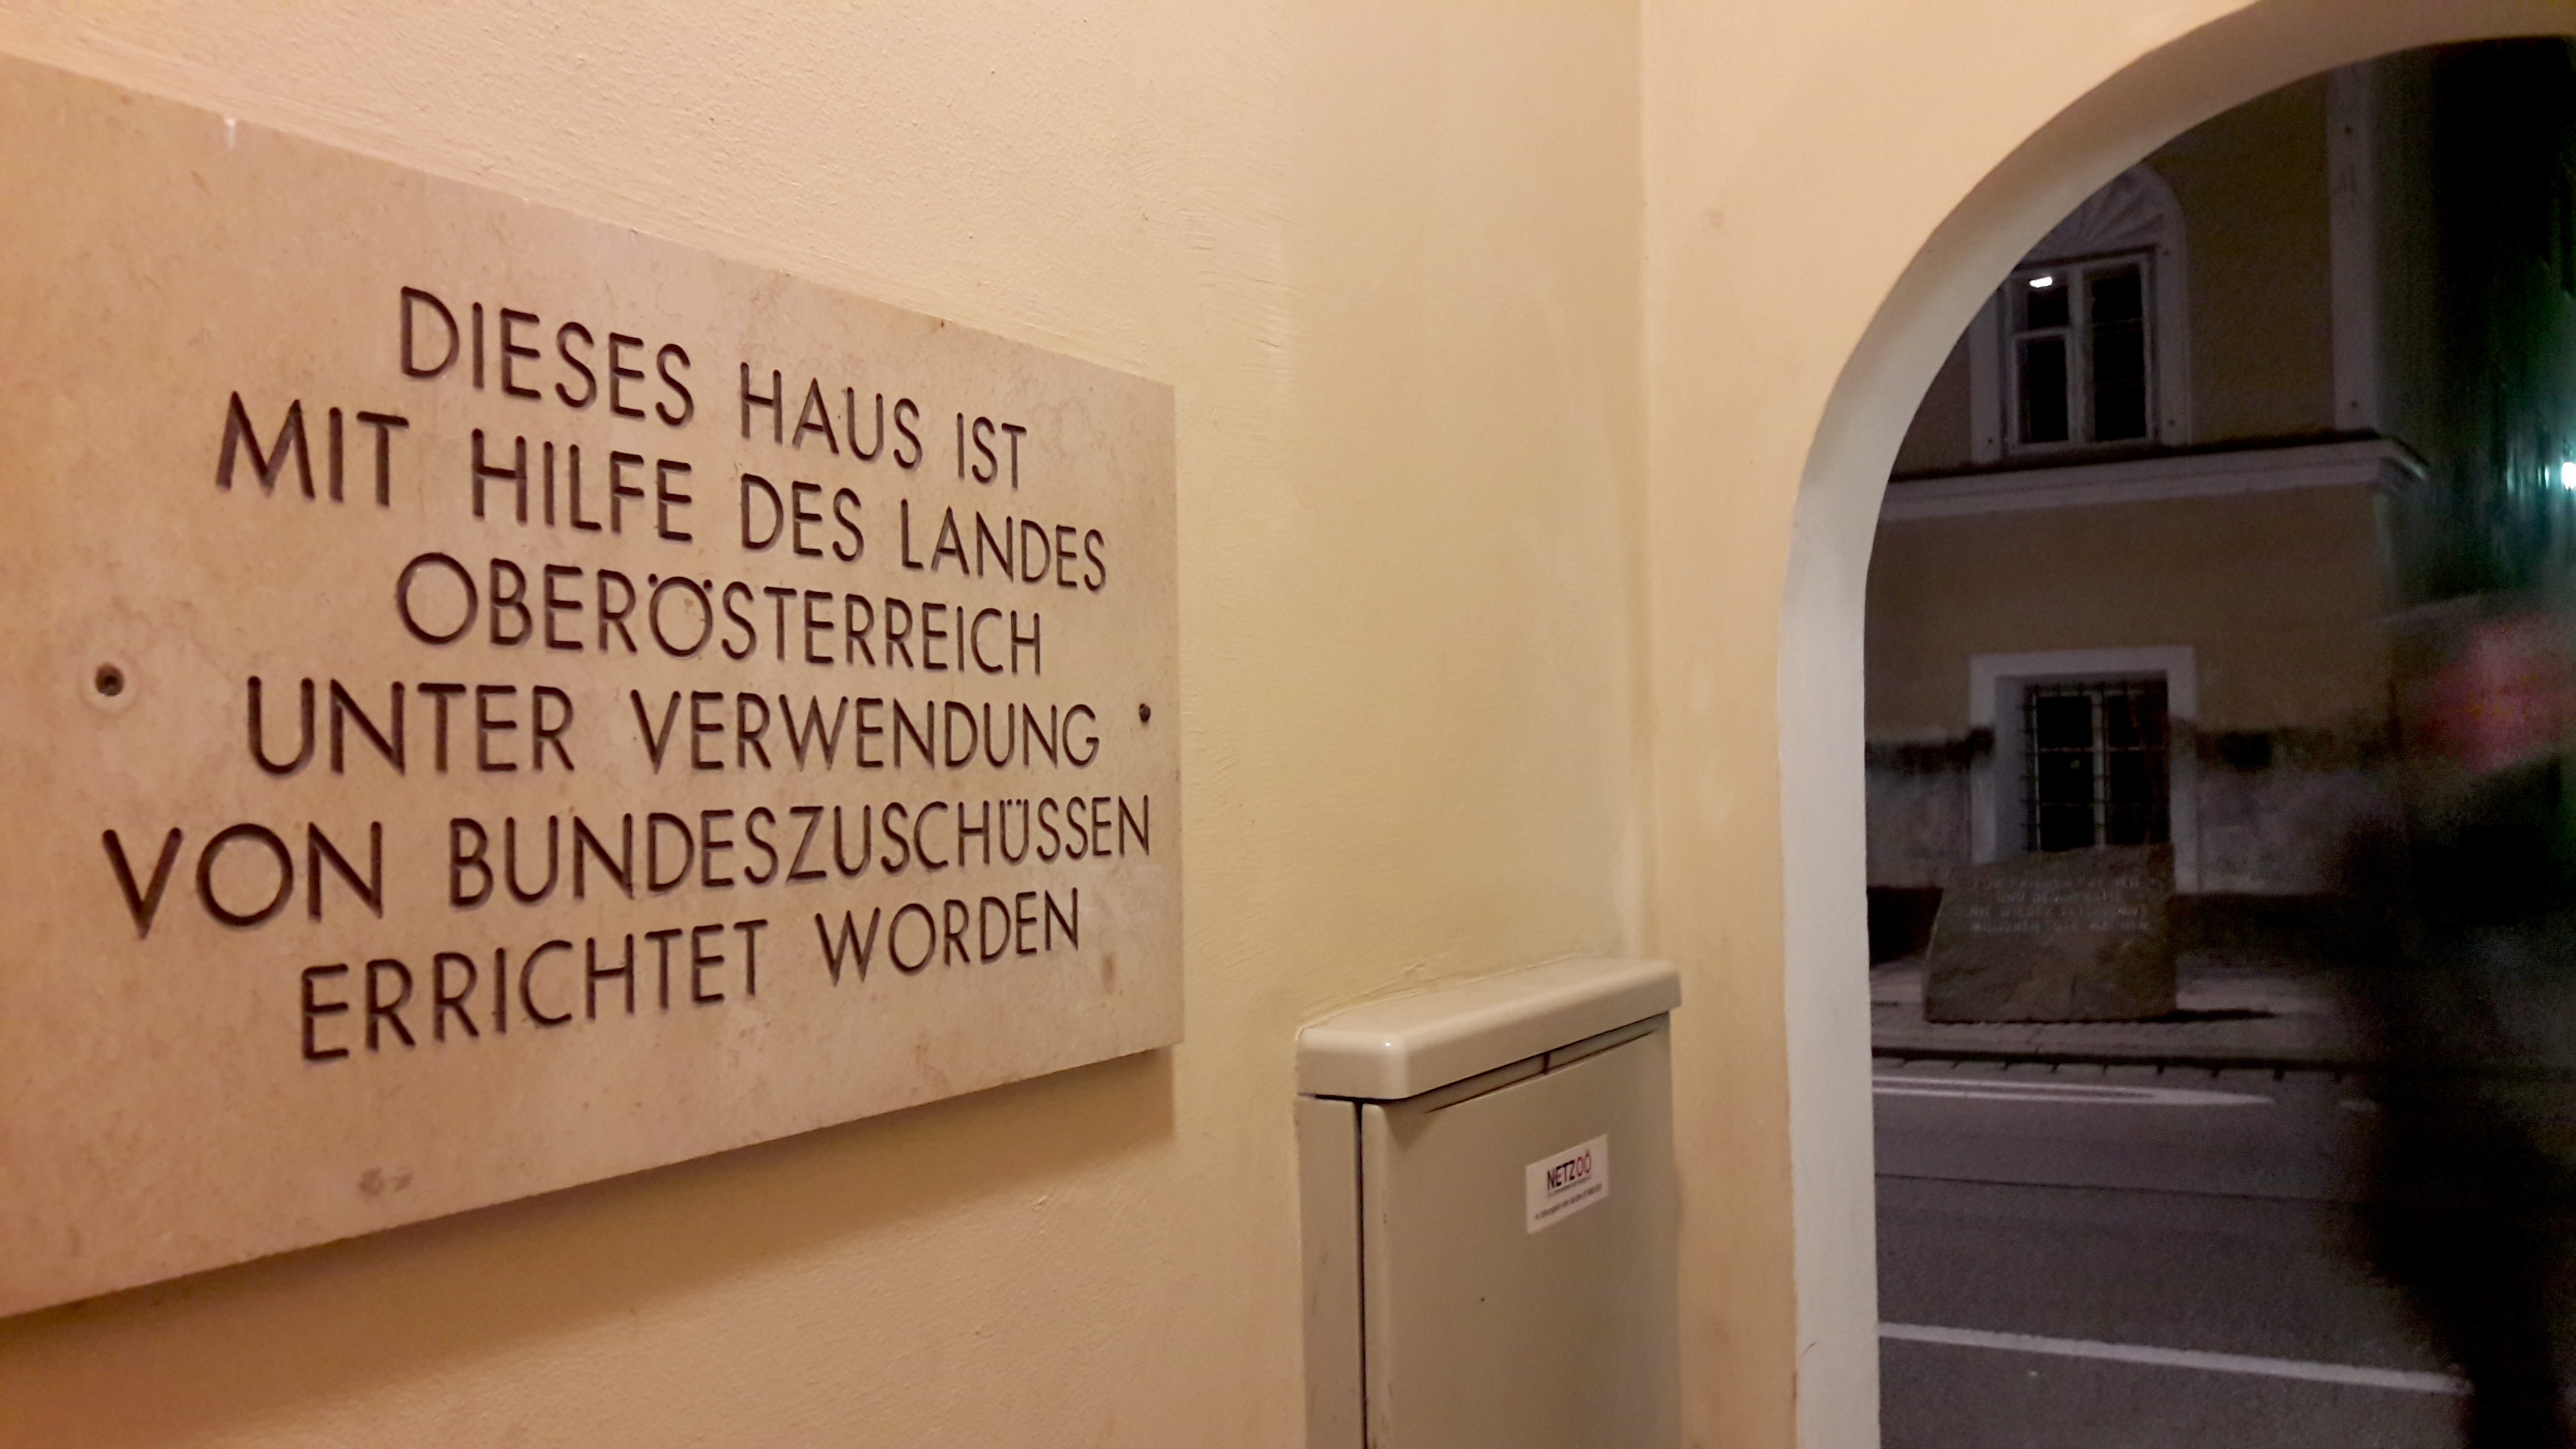 DIESES HAUS IST
MIT HILFE DES LANDES
OBERÖSTERREICH
UNTER VERWENDUNG
VON BUNDESZUSCHÜSSEN
ERRICHTET WORDEN
NETZOÖ